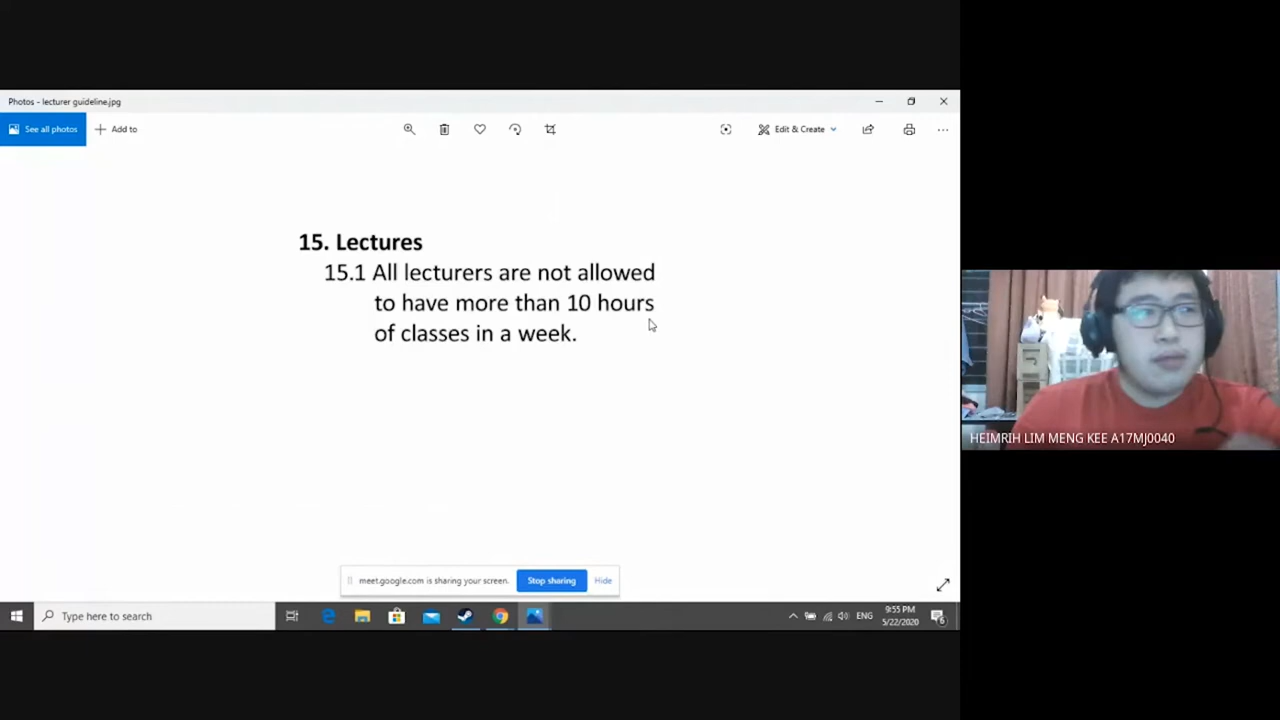 Photos - lecturer guideline.jpg
See all photos
Add to
Edit & Create
15. Lectures
15.1 All lecturers are not allowed
to have more than 10 hours
of classes in a week.
HEIMRIH LIM MENG KEE A17MJ0040
meet.google.com is sharing your screen.
Stop sharing
Hide
Type here to search
ENG
9:55 PM
5/22/2020
6